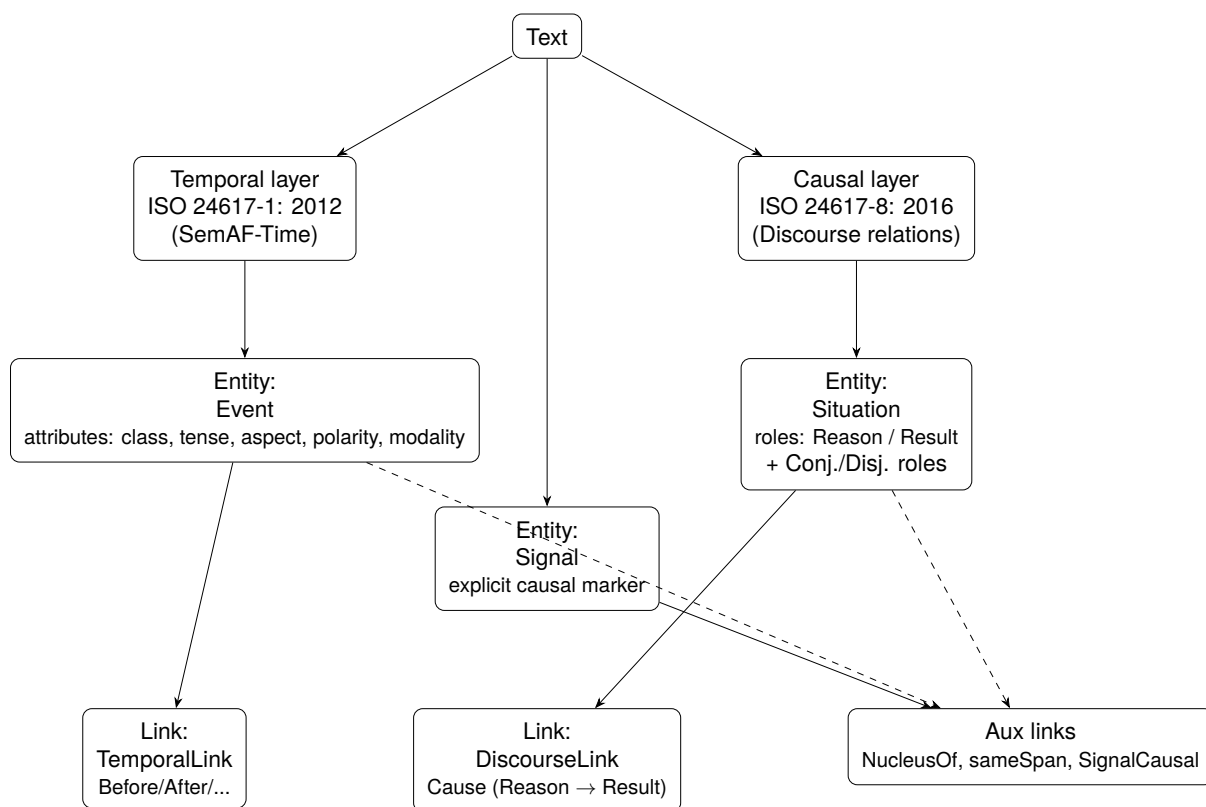 Text
Temporal layer
ISO 24617-1: 2012
(SemAF-Time)
Causal layer
ISO 24617-8: 2016
(Discourse relations)
Entity:
Event
attributes: class, tense, aspect, polarity, modality
Entity:
Situation
roles: Reason / Result
+ Conj./Disj. roles
Entity:
Signal
explicit causal marker
Link:
TemporalLink
Before/After/...
Link:
DiscourseLink
Cause (Reason → Result)
Aux links
NucleusOf, sameSpan, SignalCausal